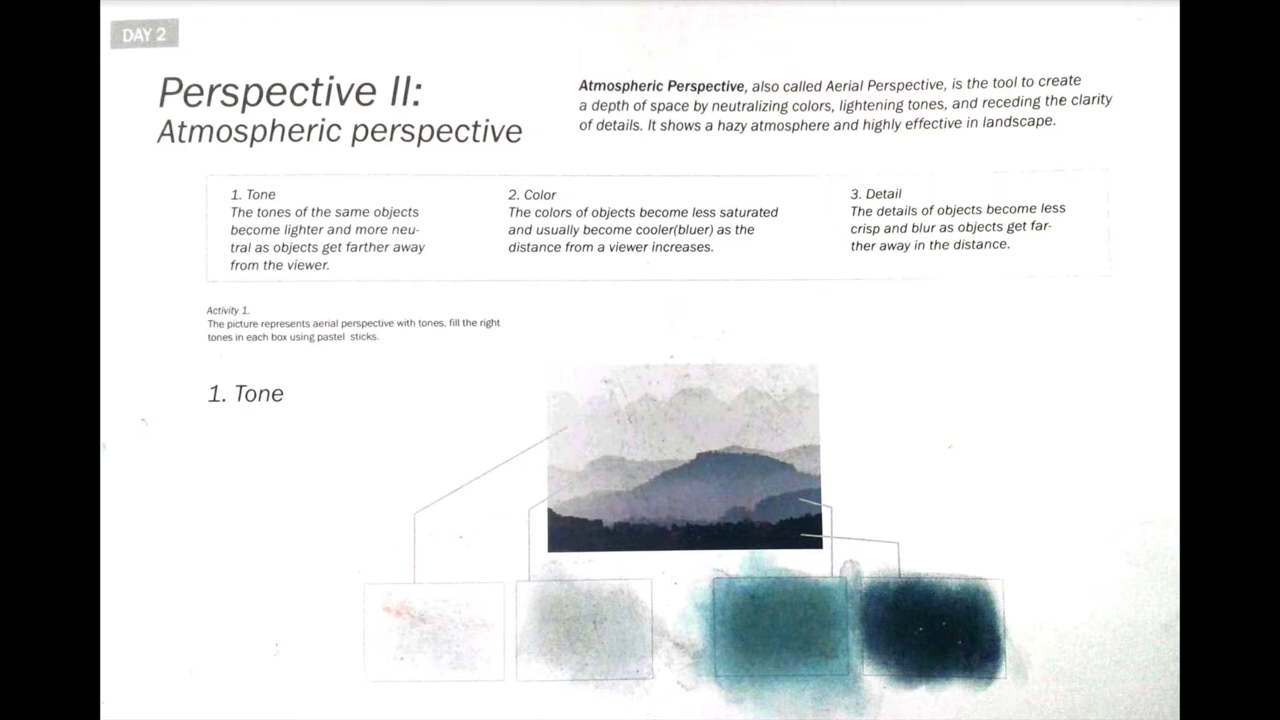 DAY 2
Perspective II:
Atmospheric perspective
Atmospheric Perspective, also called Aerial Perspective, is the tool to create
a depth of space by neutralizing colors, lightening tones, and receding the clarity
of details. It shows a hazy atmosphere and highly effective in landscape.
1. Tone
The tones of the same objects
become lighter and more neu-
tral as objects get farther away
from the viewer.
2. Color
The colors of objects become less saturated
and usually become cooler(bluer) as the
distance from a viewer increases.
3. Detail
The details of objects become less
crisp and blur as objects get far-
ther away in the distance.
Activity 1.
The picture represents aerial perspective with tones, fill the right
tones in each box using pastel sticks.
1. Tone